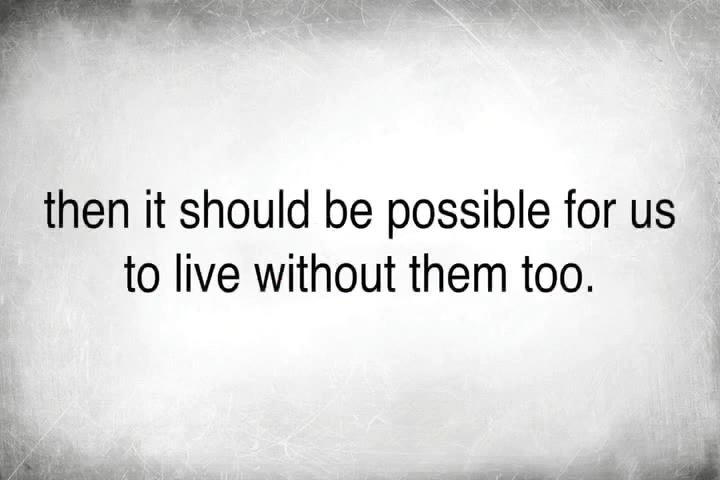 then it should be possible for us
to live without them too.